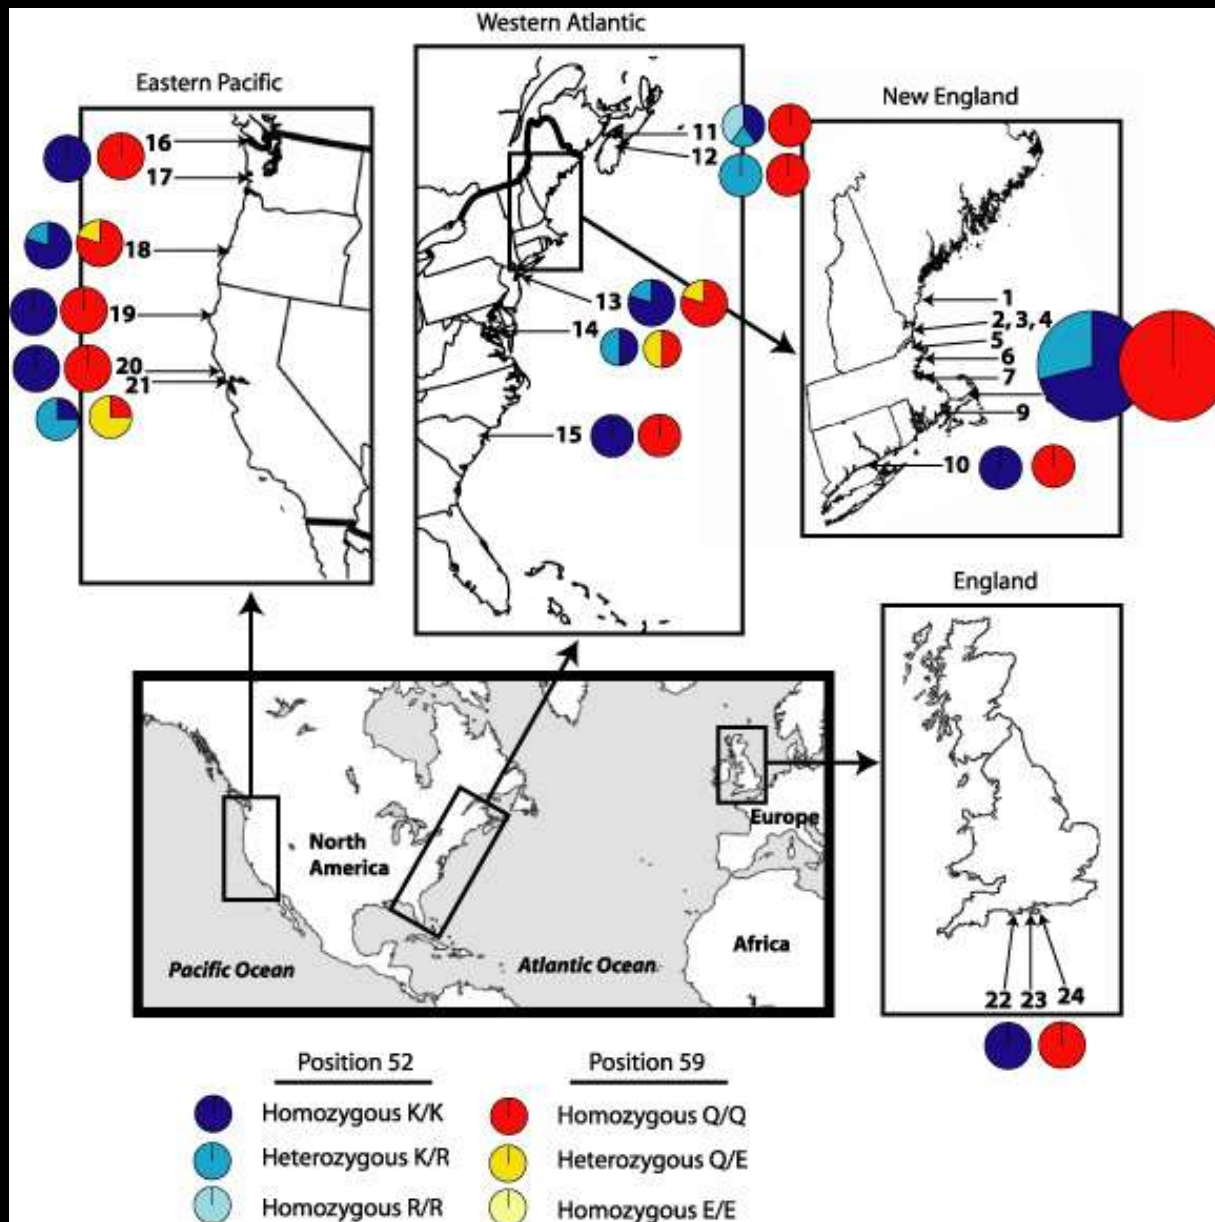 Western Atlantic
Eastern Pacific
New England
16
17
18
19
20
21
11
12
13
14
15
1
2, 3, 4
5
6
7
9
10
England
22 23 24
North
America
Europe
Africa
Pacific Ocean
Atlantic Ocean
Position 52
Homozygous K/K
Heterozygous K/R
Homozygous R/R
Position 59
Homozygous Q/Q
Heterozygous Q/E
Homozygous E/E